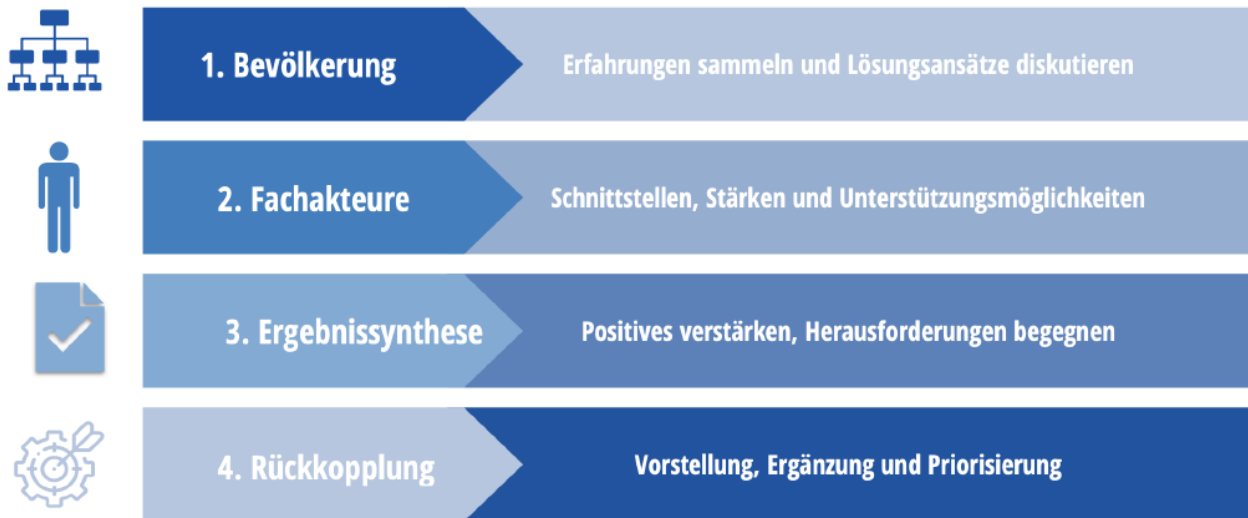 1. Bevölkerung
Erfahrungen sammeln und Lösungsansätze diskutieren
2. Fachakteure
Schnittstellen, Stärken und Unterstützungsmöglichkeiten
3. Ergebnissynthese
Positives verstärken, Herausforderungen begegnen
4. Rückkopplung
Vorstellung, Ergänzung und Priorisierung